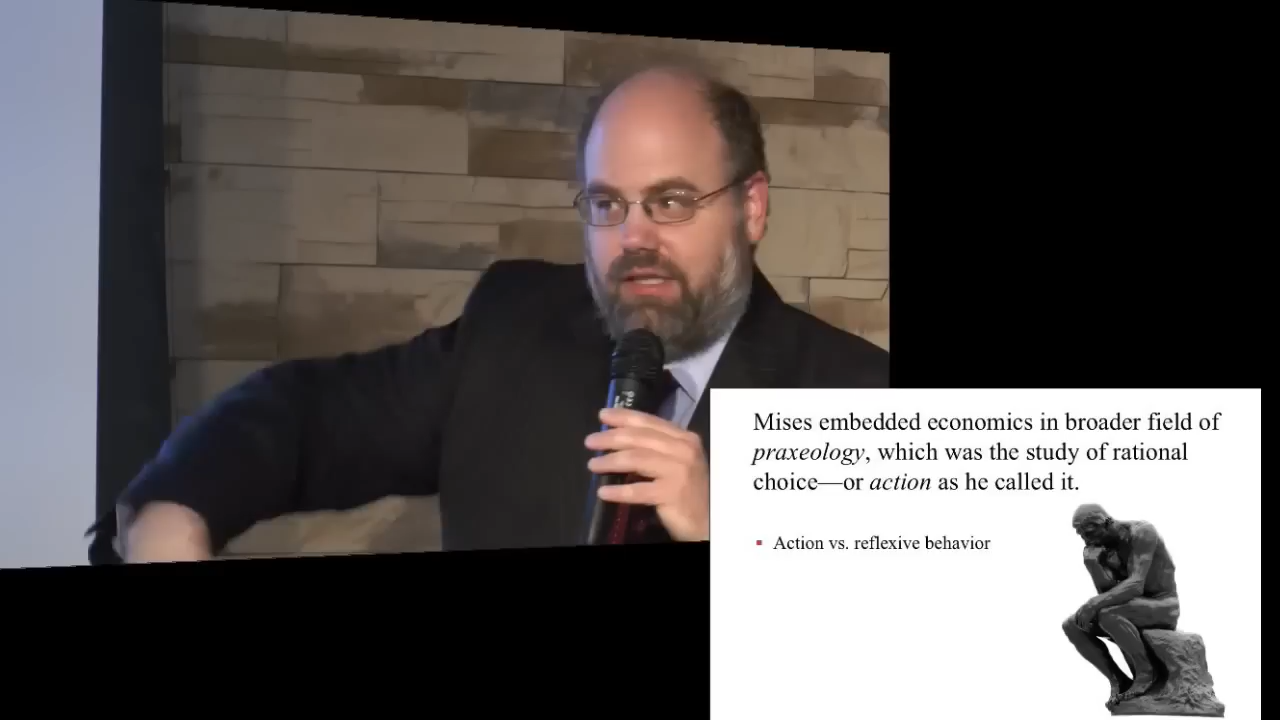 Mises embedded economics in broader field of
praxeology, which was the study of rational
choice—or action as he called it.
Action vs. reflexive behavior